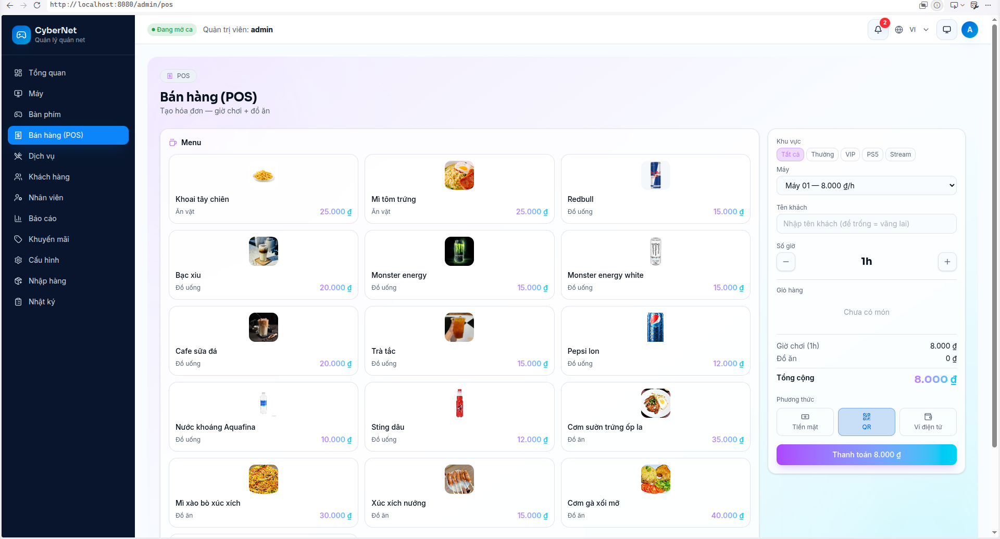 http://localhost:8080/admin/pos
CyberNet
Quản lý quán net
Tổng quan
Máy
Bàn phím
Bán hàng (POS)
Dịch vụ
Khách hàng
Nhân viên
Báo cáo
Khuyến mãi
Cấu hình
Nhập hàng
Nhật ký
Đang mở ca
Quản trị viên: admin
2
VI
A
POS
Bán hàng (POS)
Tạo hóa đơn — giờ chơi + đồ ăn
Menu
Khoai tây chiên
Ăn vặt
25.000 ₫
Mì tôm trứng
Ăn vặt
25.000 ₫
Redbull
Đồ uống
15.000 ₫
Bạc xỉu
Đồ uống
20.000 ₫
Monster energy
Đồ uống
15.000 ₫
Monster energy white
Đồ uống
15.000 ₫
Cafe sữa đá
Đồ uống
20.000 ₫
Trà tắc
Đồ uống
15.000 ₫
Pepsi lon
Đồ uống
12.000 ₫
Nước khoáng Aquafina
Đồ uống
10.000 ₫
Sting dâu
Đồ uống
12.000 ₫
Cơm sườn trứng ốp la
Đồ ăn
35.000 ₫
Mì xào bò xúc xích
Đồ ăn
30.000 ₫
Xúc xích nướng
Đồ ăn
15.000 ₫
Cơm gà xối mỡ
Đồ ăn
40.000 ₫
Khu vực
Tất cả
Thường
VIP
PS5
Stream
Máy
Máy 01 — 8.000 ₫/h
Tên khách
Nhập tên khách (để trống = vãng lai)
Số giờ
1h
Giỏ hàng
Chưa có món
Giờ chơi (1h)
8.000 ₫
Đồ ăn
0 ₫
Tổng cộng
8.000 ₫
Phương thức
Tiền mặt
QR
Ví điện tử
Thanh toán 8.000 ₫